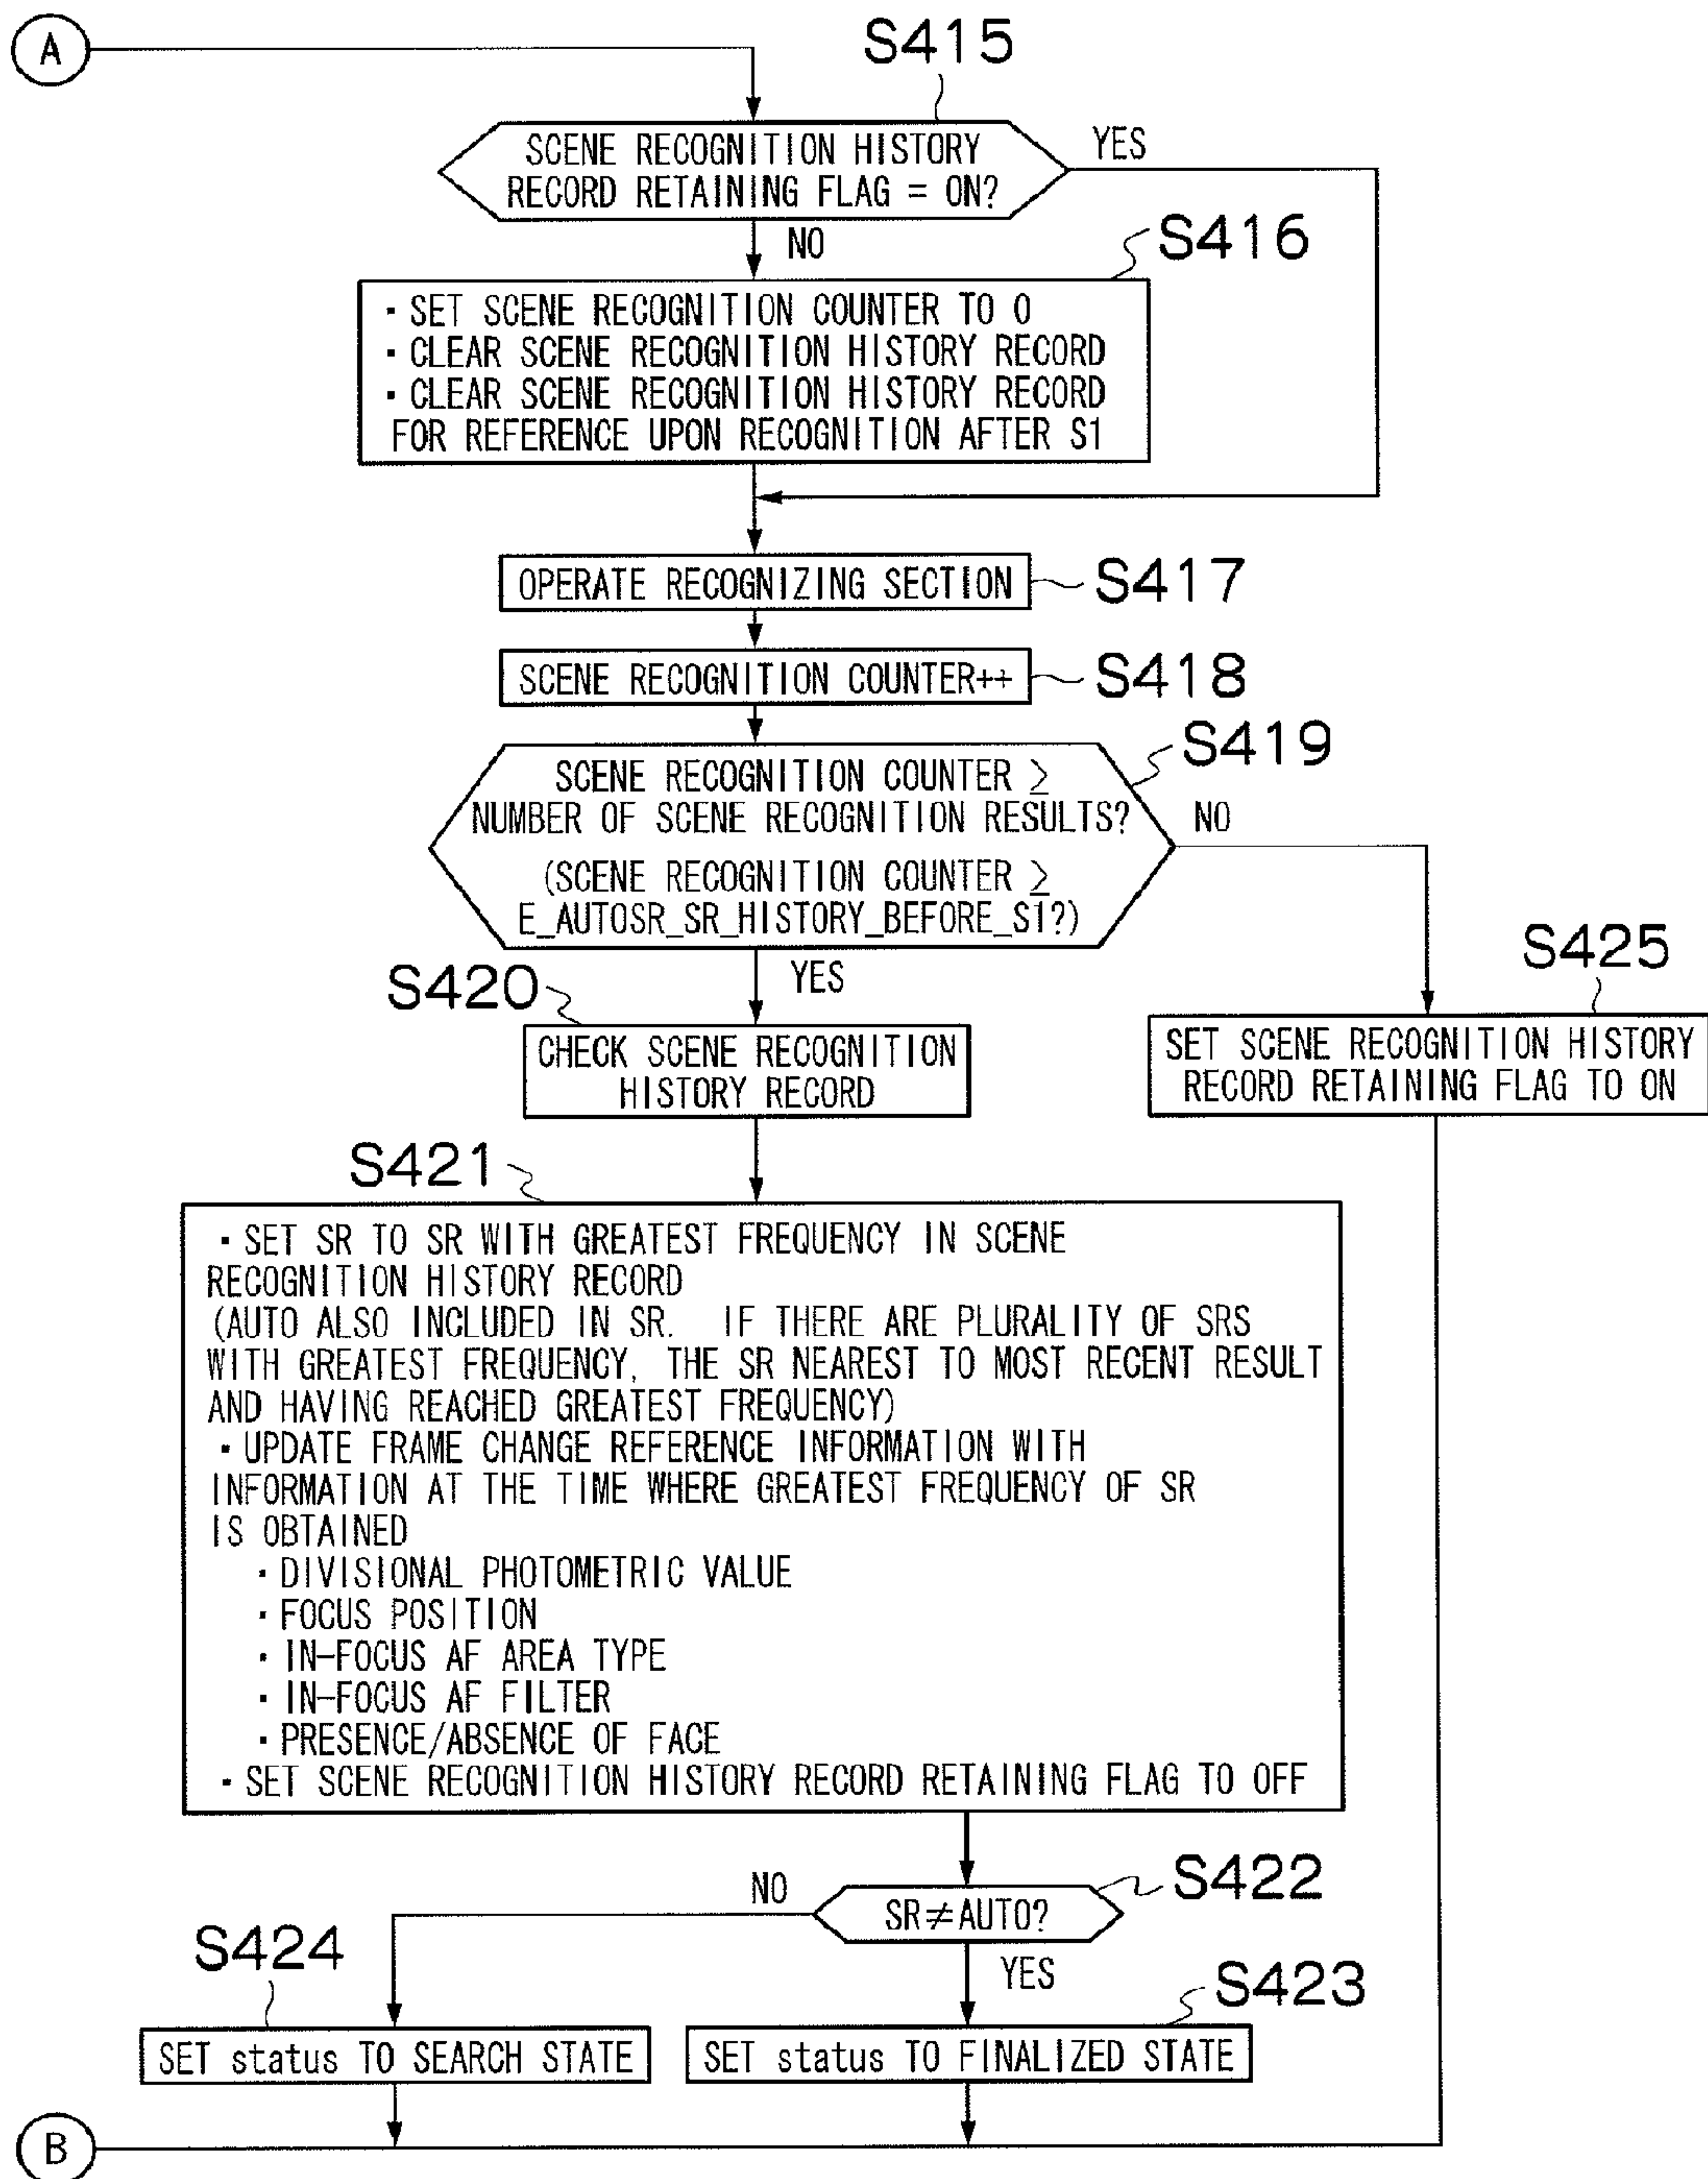 A
S415
SCENE RECOGNITION HISTORY
RECORD RETAINING FLAG = ON?
YES
NO
S416
· SET SCENE RECOGNITION COUNTER TO 0
· CLEAR SCENE RECOGNITION HISTORY RECORD
· CLEAR SCENE RECOGNITION HISTORY RECORD
FOR REFERENCE UPON RECOGNITION AFTER S1
OPERATE RECOGNIZING SECTION
S417
SCENE RECOGNITION COUNTER++
S418
S419
SCENE RECOGNITION COUNTER ≥
NUMBER OF SCENE RECOGNITION RESULTS?
(SCENE RECOGNITION COUNTER ≥
E_AUTOSR_SR_HISTORY_BEFORE_S1?)
NO
YES
S420
CHECK SCENE RECOGNITION
HISTORY RECORD
S425
SET SCENE RECOGNITION HISTORY
RECORD RETAINING FLAG TO ON
S421
· SET SR TO SR WITH GREATEST FREQUENCY IN SCENE
RECOGNITION HISTORY RECORD
(AUTO ALSO INCLUDED IN SR. IF THERE ARE PLURALITY OF SRS
WITH GREATEST FREQUENCY, THE SR NEAREST TO MOST RECENT RESULT
AND HAVING REACHED GREATEST FREQUENCY)
· UPDATE FRAME CHANGE REFERENCE INFORMATION WITH
INFORMATION AT THE TIME WHERE GREATEST FREQUENCY OF SR
IS OBTAINED
· DIVISIONAL PHOTOMETRIC VALUE
· FOCUS POSITION
· IN-FOCUS AF AREA TYPE
· IN-FOCUS AF FILTER
· PRESENCE/ABSENCE OF FACE
· SET SCENE RECOGNITION HISTORY RECORD RETAINING FLAG TO OFF
S422
SR≠AUTO?
NO
YES
S424
SET status TO SEARCH STATE
S423
SET status TO FINALIZED STATE
B